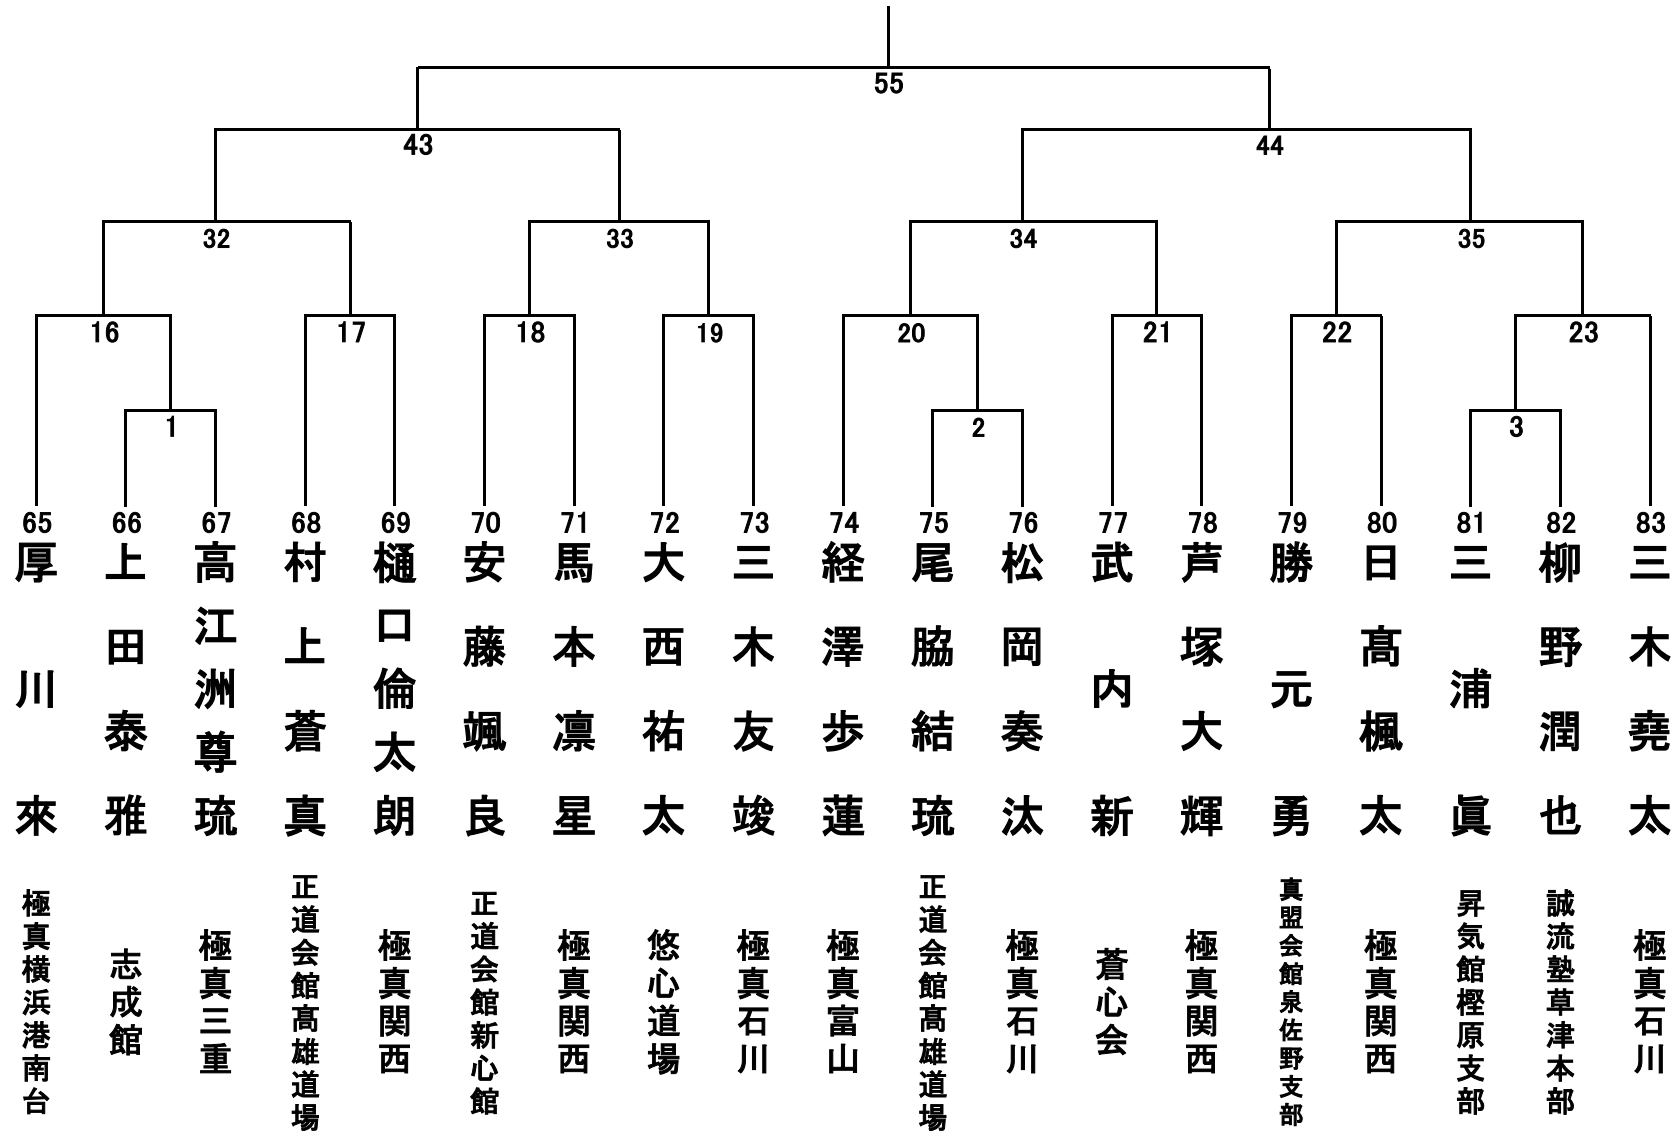 55
43
44
32
33
34
35
16
17
18
19
20
21
22
23
1
2
3
65
厚川來
極真横浜港南台
66
上田泰雅
志成館
67
高江洲尊琉
極真三重
68
村上蒼真
正道会館髙雄道場
69
樋口倫太朗
極真関西
70
安藤颯良
正道会館新心館
71
馬本凛星
極真関西
72
大西祐太
悠心道場
73
三木友竣
極真石川
74
経澤歩蓮
極真富山
75
尾脇結琉
正道会館髙雄道場
76
松岡奏汰
極真石川
77
武内新
蒼心会
78
芦塚大輝
極真関西
79
勝元勇
真盟会館泉佐野支部
80
日髙楓太
極真関西
81
三浦眞
昇気館樫原支部
82
柳野潤也
誠流塾草津本部
83
三木堯太
極真石川